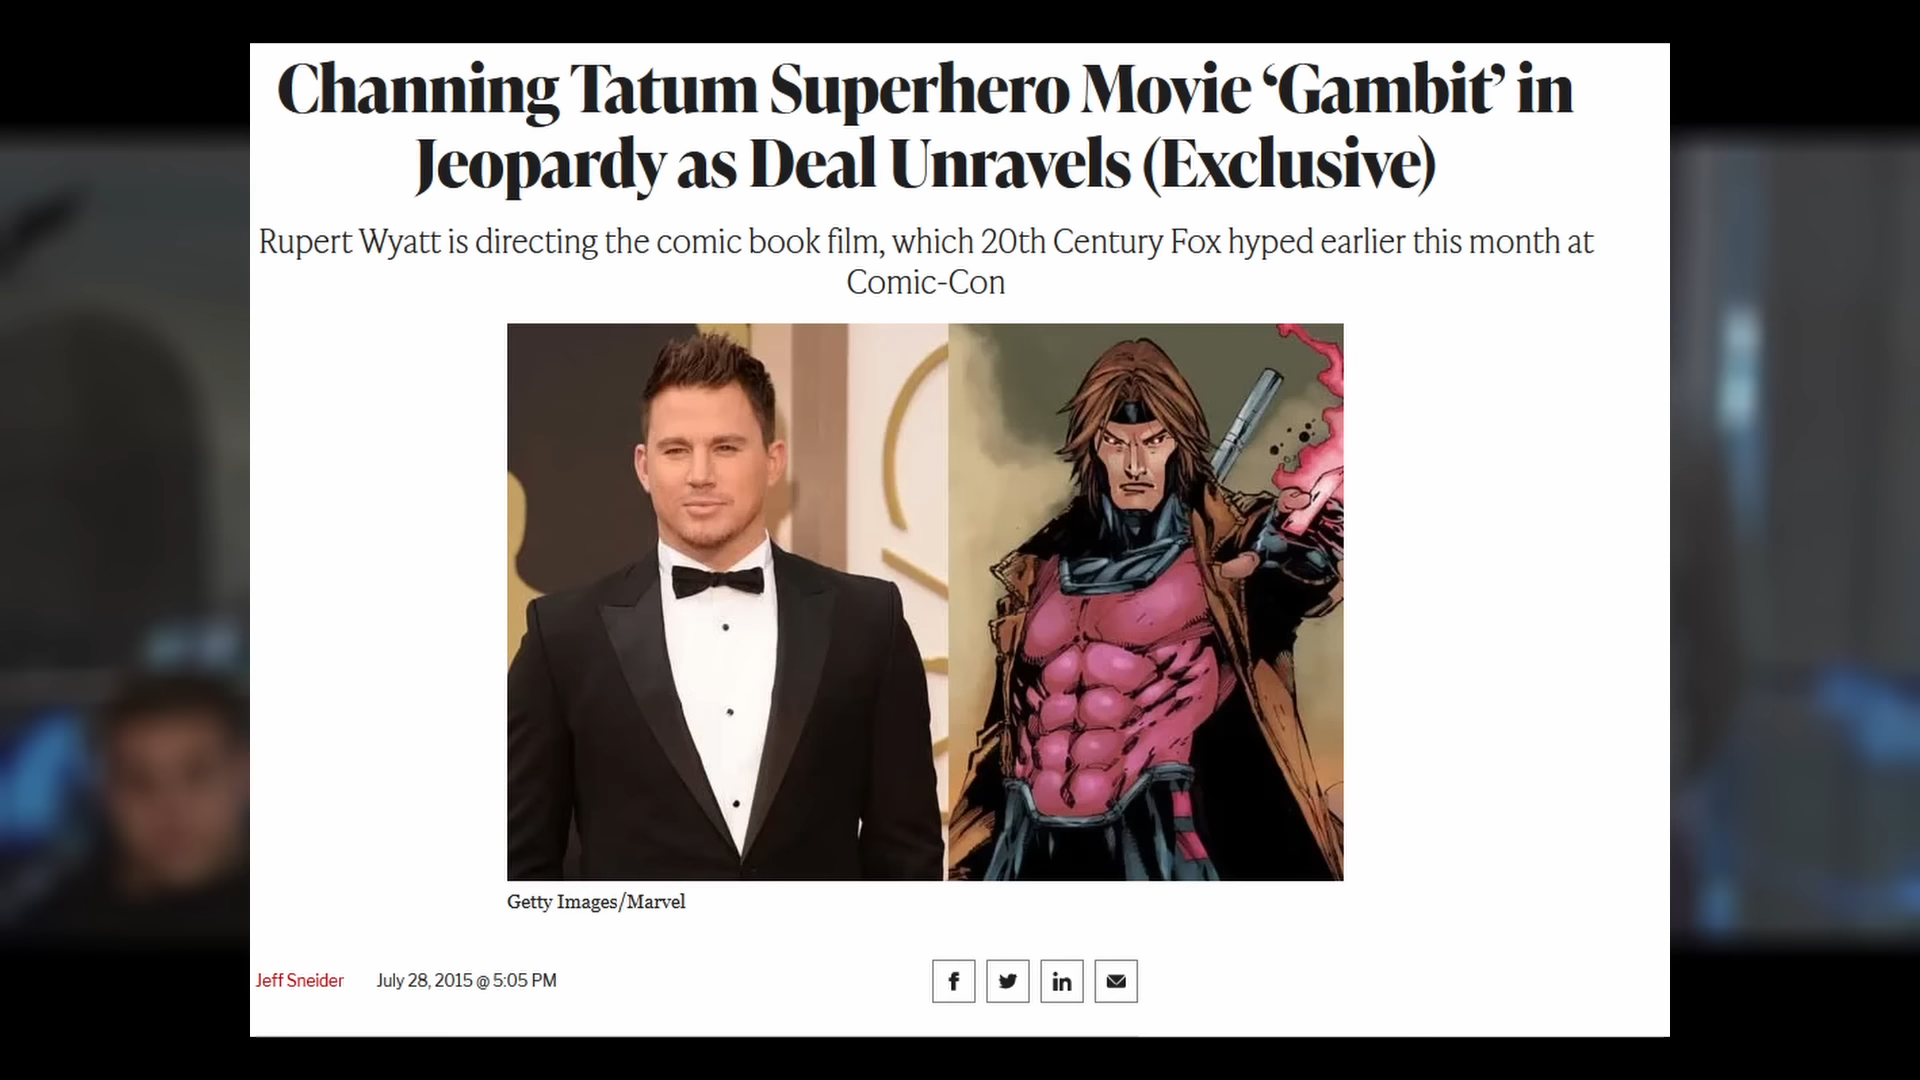 Channing Tatum Superhero Movie ‘Gambit’ in
Jeopardy as Deal Unravels (Exclusive)
Rupert Wyatt is directing the comic book film, which 20th Century Fox hyped earlier this month at
Comic-Con
Getty Images/Marvel
Jeff Sneider July 28, 2015 @ 5:05 PM